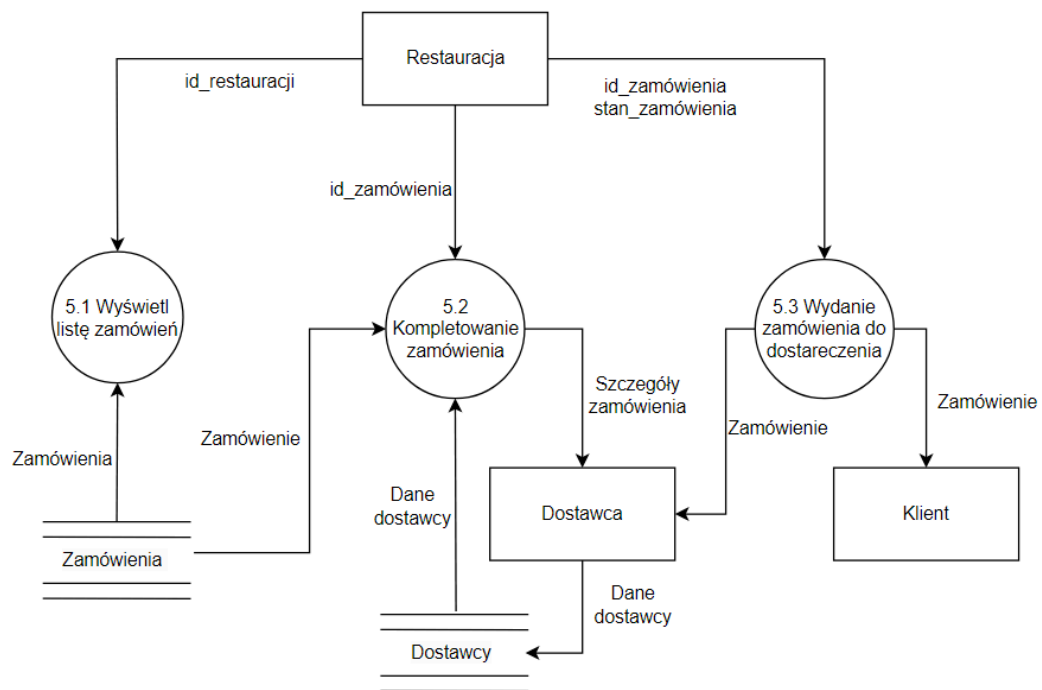 Restauracja
id_restauracji
id_zamówienia
stan_zamówienia
id_zamówienia
5.1 Wyświetl
listę zamówień
5.2
Kompletowanie
zamówienia
5.3 Wydanie
zamówienia do
dostareczenia
Szczegóły
zamówienia
Zamówienie
Zamówienie
Zamówienie
Zamówienia
Dane
dostawcy
Dostawca
Klient
Zamówienia
Dane
dostawcy
Dostawcy